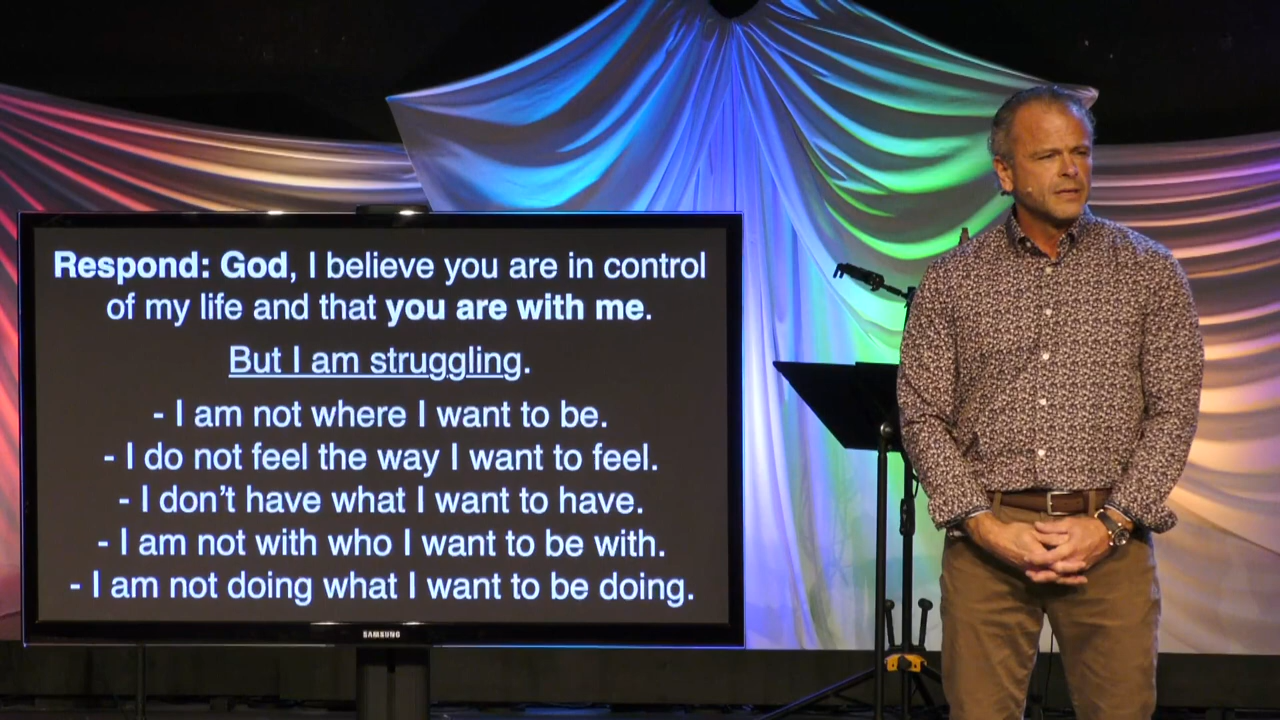 Respond: God, I believe you are in control
of my life and that you are with me.
But I am struggling.
- I am not where I want to be.
- I do not feel the way I want to feel.
- I don’t have what I want to have.
- I am not with who I want to be with.
- I am not doing what I want to be doing.
SAMSUNG